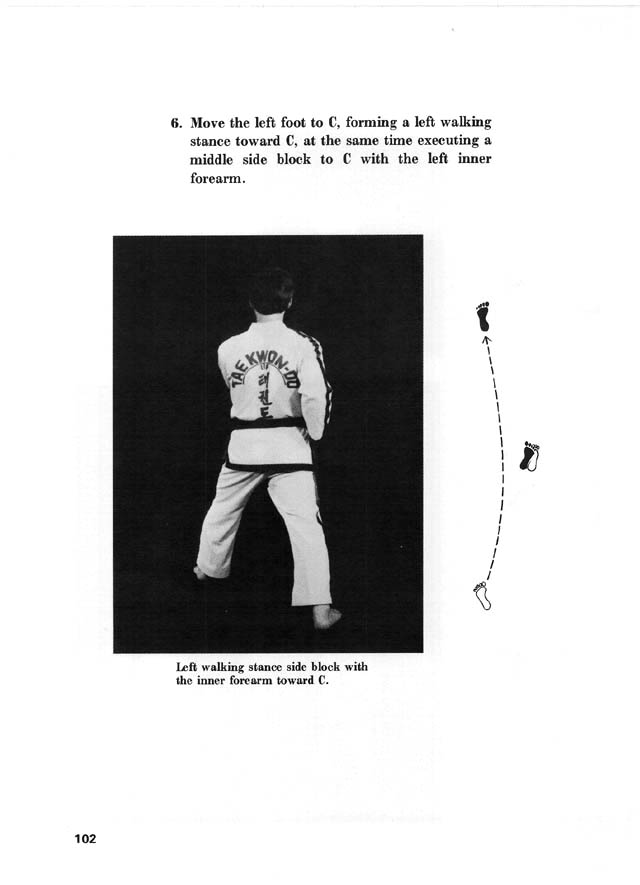 6. Move the left foot to C, forming a left walking
stance toward C, at the same time executing a
middle side block to C with the left inner
forearm.
TAEKWON-DO
태권도
Left walking stance side block with
the inner forearm toward C.
102